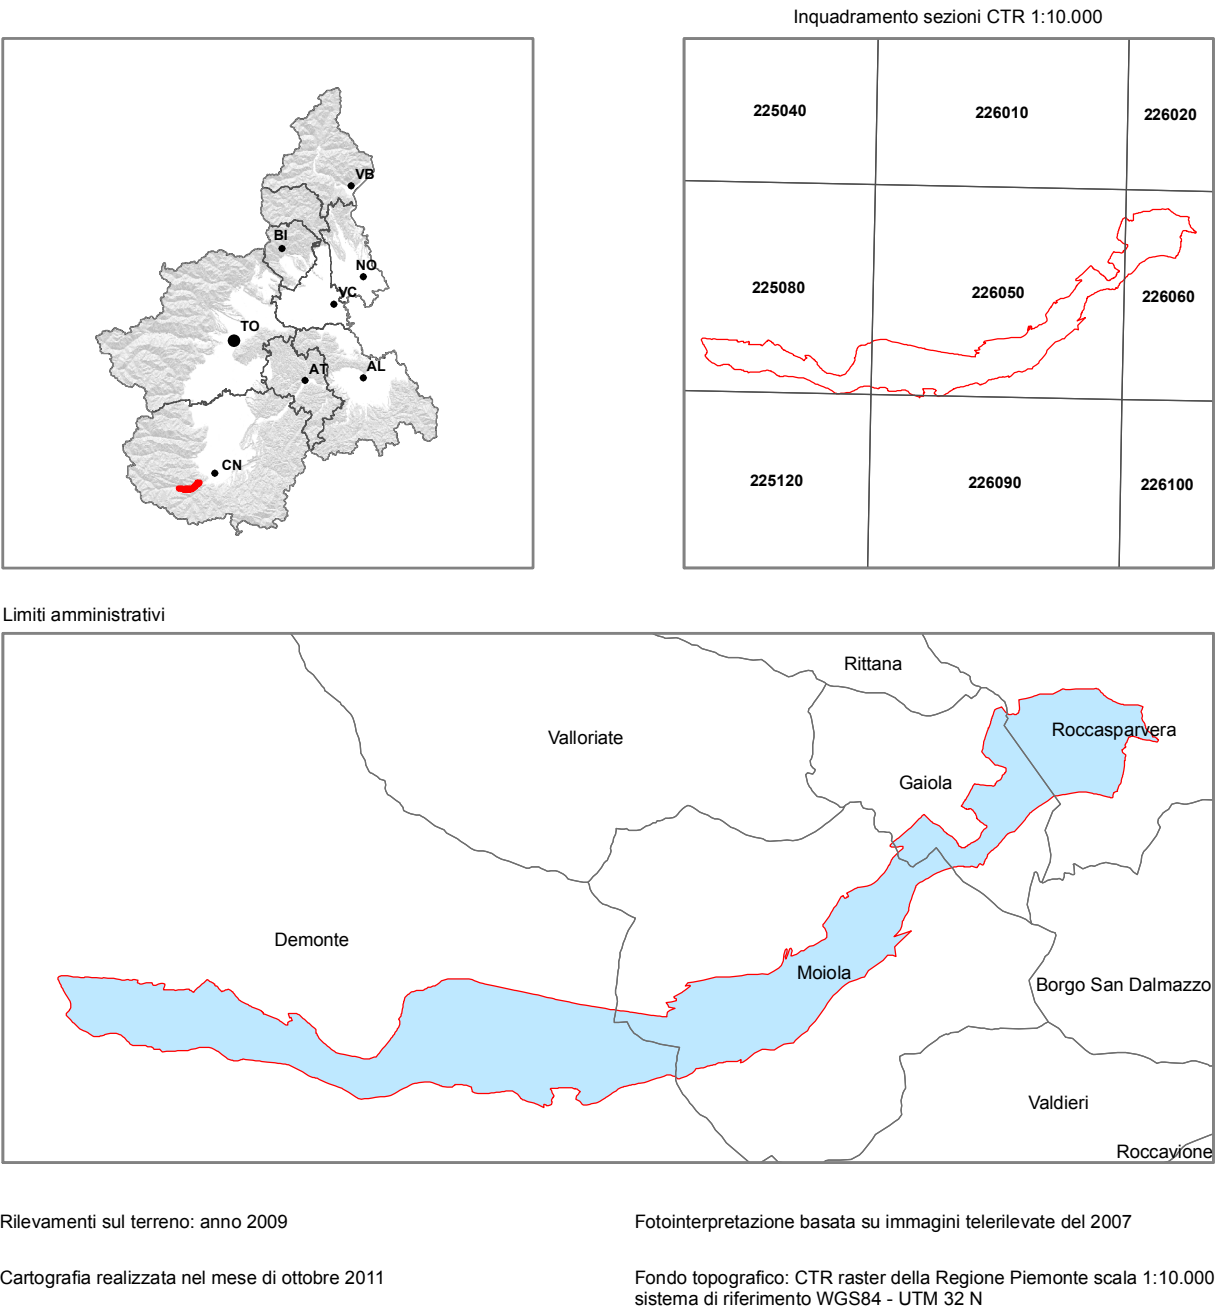 Inquadramento sezioni CTR 1:10.000
VB
BI
NO
VC
TO
AT
AL
CN
225040
226010
226020
225080
226050
226060
225120
226090
226100
Limiti amministrativi
Rittana
Valloriate
Roccasparvera
Gaiola
Demonte
Moiola
Borgo San Dalmazzo
Valdieri
Roccavione
Rilevamenti sul terreno: anno 2009
Fotointerpretazione basata su immagini telerilevate del 2007
Cartografia realizzata nel mese di ottobre 2011
Fondo topografico: CTR raster della Regione Piemonte scala 1:10.000
sistema di riferimento WGS84 - UTM 32 N